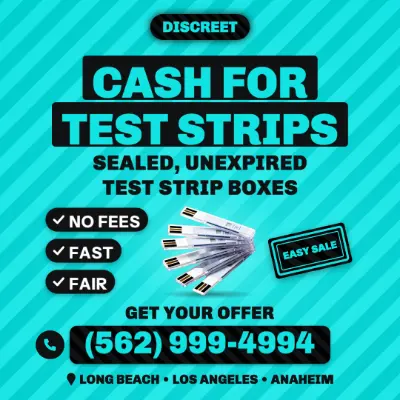 DISCREET
CASH FOR
TEST STRIPS
SEALED, UNEXPIRED
TEST STRIP BOXES
NO FEES
FAST
FAIR
EASY SALE
GET YOUR OFFER
(562) 999-4994
LONG BEACH • LOS ANGELES • ANAHEIM